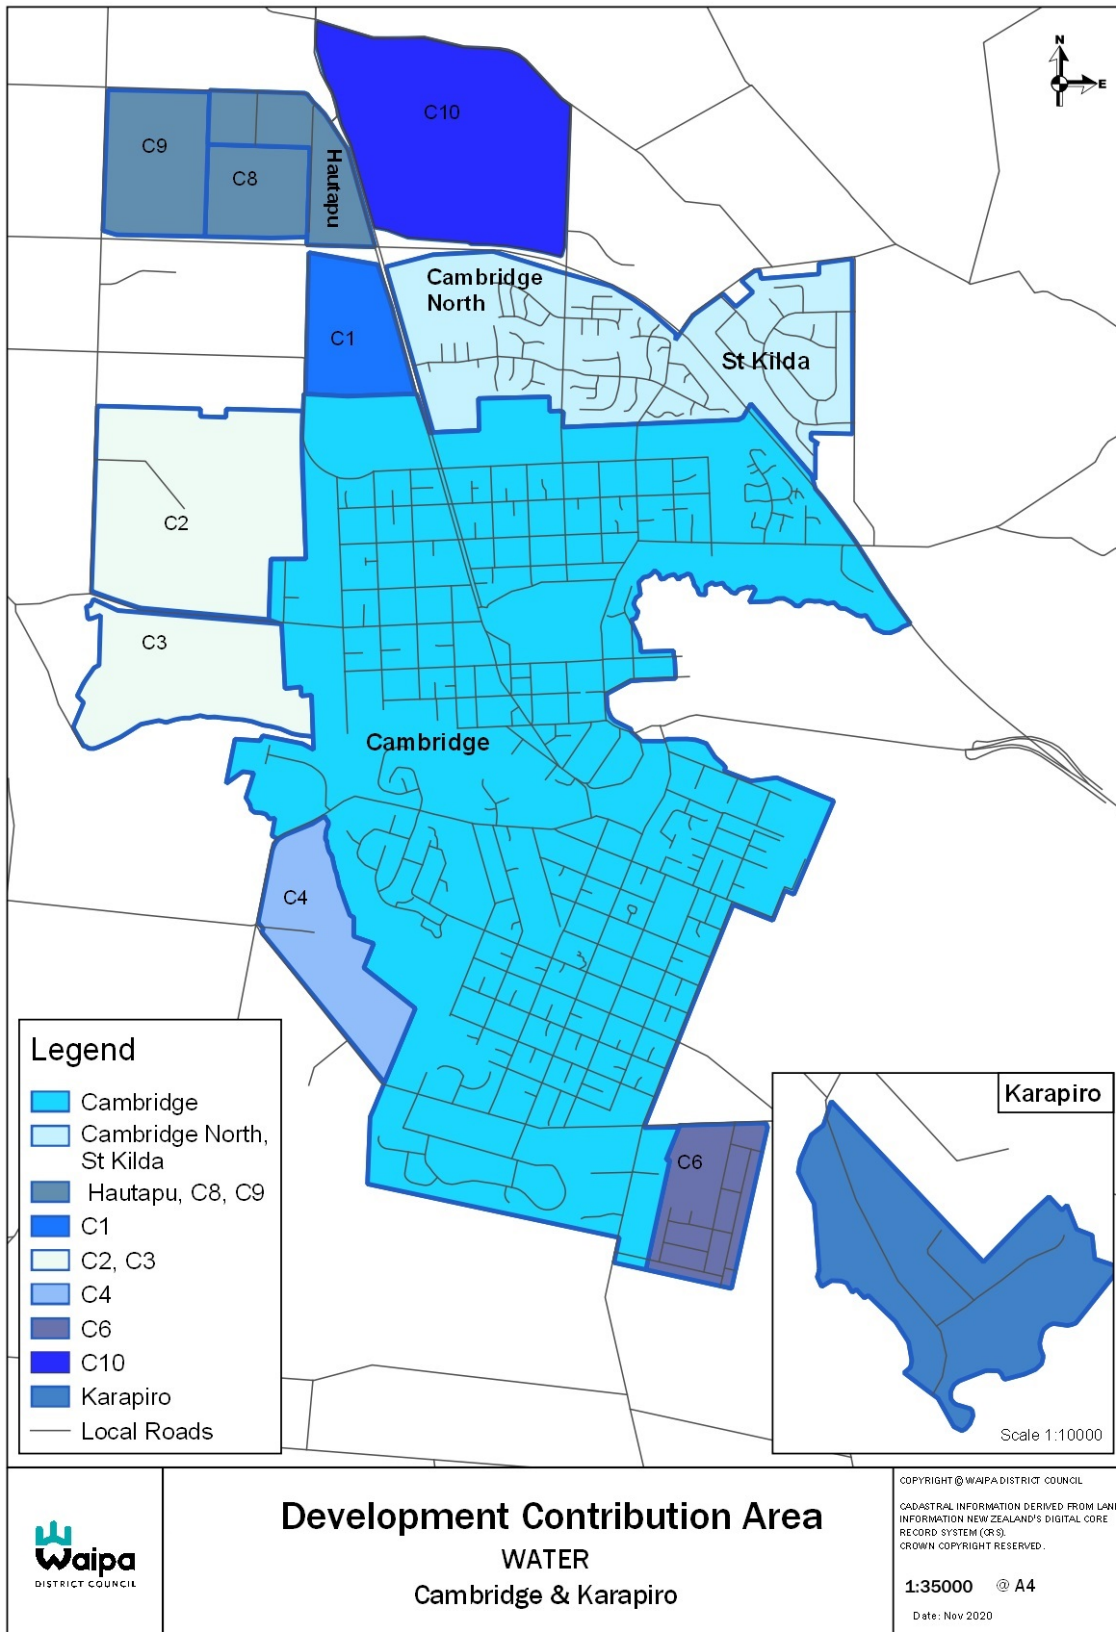 N
E
C10
C9
C8
Hautapu
Cambridge
North
C1
St Kilda
C2
C3
Cambridge
C4
C6
Legend
Cambridge
Cambridge North,
St Kilda
Hautapu, C8, C9
C1
C2, C3
C4
C6
C10
Karapiro
Local Roads
Karapiro
Scale 1:10000
Waipa
DISTRICT COUNCIL
Development Contribution Area
WATER
Cambridge & Karapiro
COPYRIGHT © WAIPA DISTRICT COUNCIL
CADASTRAL INFORMATION DERIVED FROM LAN
INFORMATION NEW ZEALAND'S DIGITAL CORE
RECORD SYSTEM (CRS).
CROWN COPYRIGHT RESERVED.
1:35000 @ A4
Date: Nov 2020